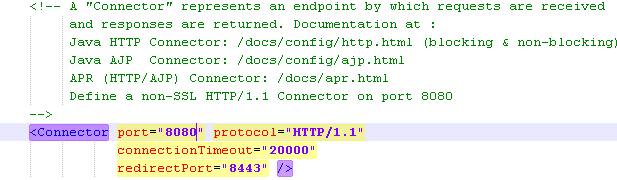 <!-- A "Connector" represents an endpoint by which requests are received
and responses are returned. Documentation at :
Java HTTP Connector: /docs/config/http.html (blocking & non-blocking)
Java AJP  Connector: /docs/config/ajp.html
APR (HTTP/AJP) Connector: /docs/apr.html
Define a non-SSL HTTP/1.1 Connector on port 8080
-->
<Connector port="8080" protocol="HTTP/1.1"
connectionTimeout="20000"
redirectPort="8443" />